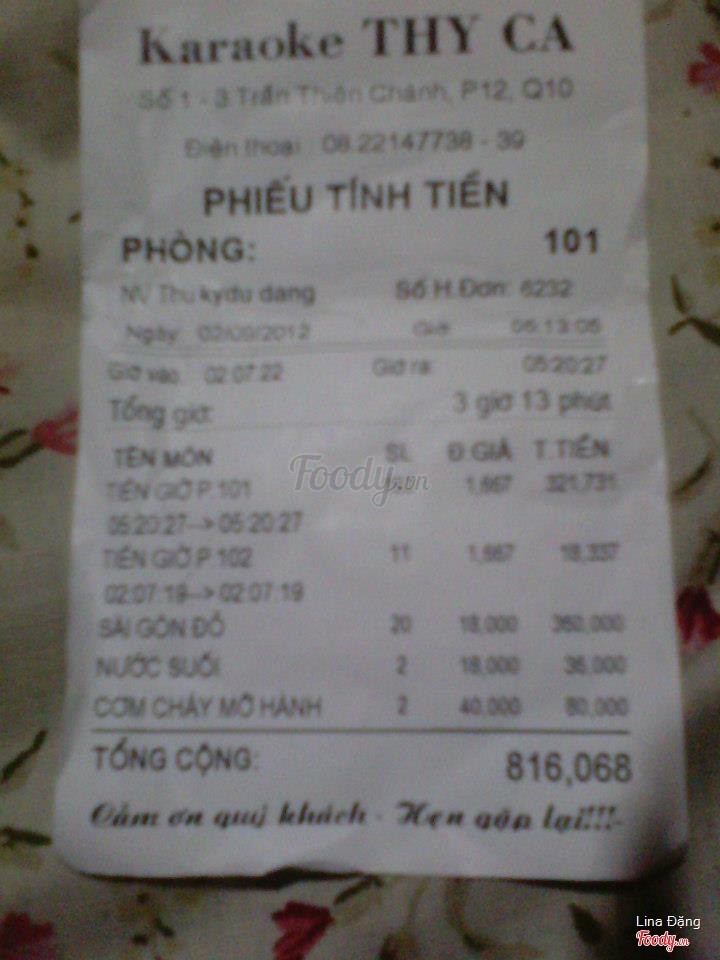 Karaoke THY CA
Số 1 - 3 Trần Thiện Chánh, P12, Q10
Điện thoại : 08.22147738 - 39
PHIẾU TÍNH TIỀN
PHÒNG: 101
NV Thu kydu dang Số H.Đơn: 6232
Ngày: 02/09/2012 Giờ: 05:13:05
Giờ vào: 02:07:22 Giờ ra: 05:20:27
Tổng giờ: 3 giờ 13 phút
TÊN MÓN SL Đ.GIÁ T.TIỀN
TIỀN GIỜ P.101 1,667 321,731
05:20:27--> 05:20:27
TIỀN GIỜ P.102 11 1,667 18,337
02:07:19--> 02:07:19
SÀI GÒN ĐỎ 20 18,000 360,000
NƯỚC SUỐI 2 18,000 36,000
CƠM CHÁY MỠ HÀNH 2 40,000 80,000
TỔNG CỘNG: 816,068
Cảm ơn quý khách - Hẹn gặp lại!!!-
Foody.vn
Lina Đặng
Foody.vn